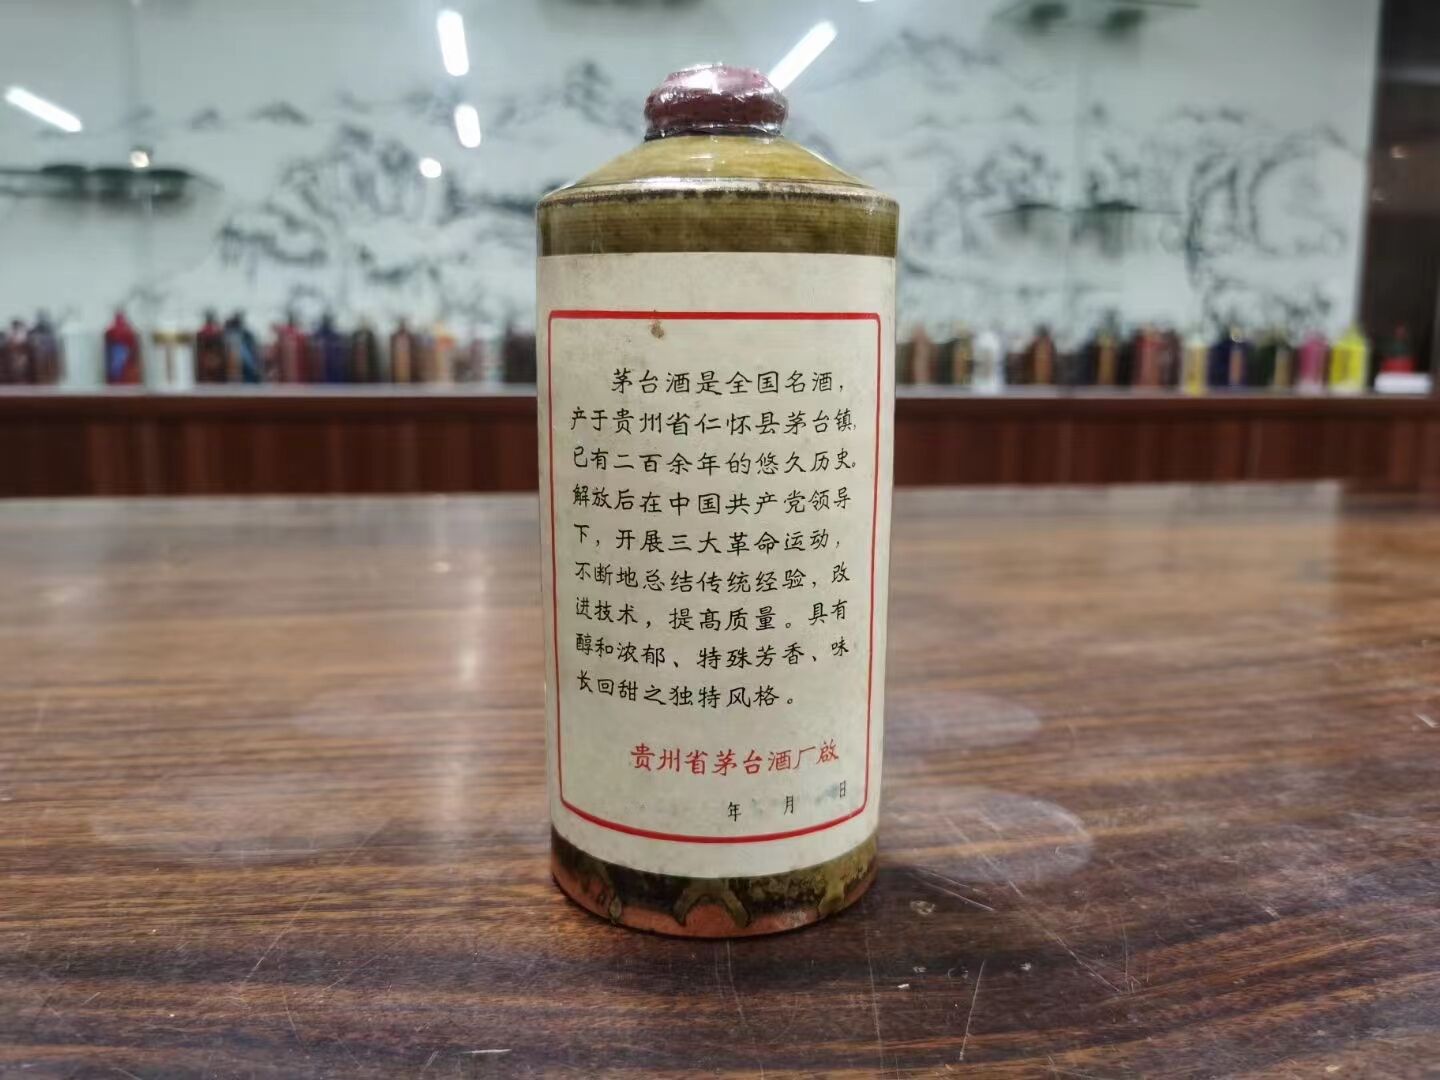 茅台酒是全国名酒，
产于贵州省仁怀县茅台镇，
已有二百余年的悠久历史。
解放后在中国共产党领导
下，开展三大革命运动，
不断地总结传统经验，改
进技术，提高质量。具有
醇和浓郁、特殊芳香、味
长回甜之独特风格。
贵州省茅台酒厂啟
年 月 日